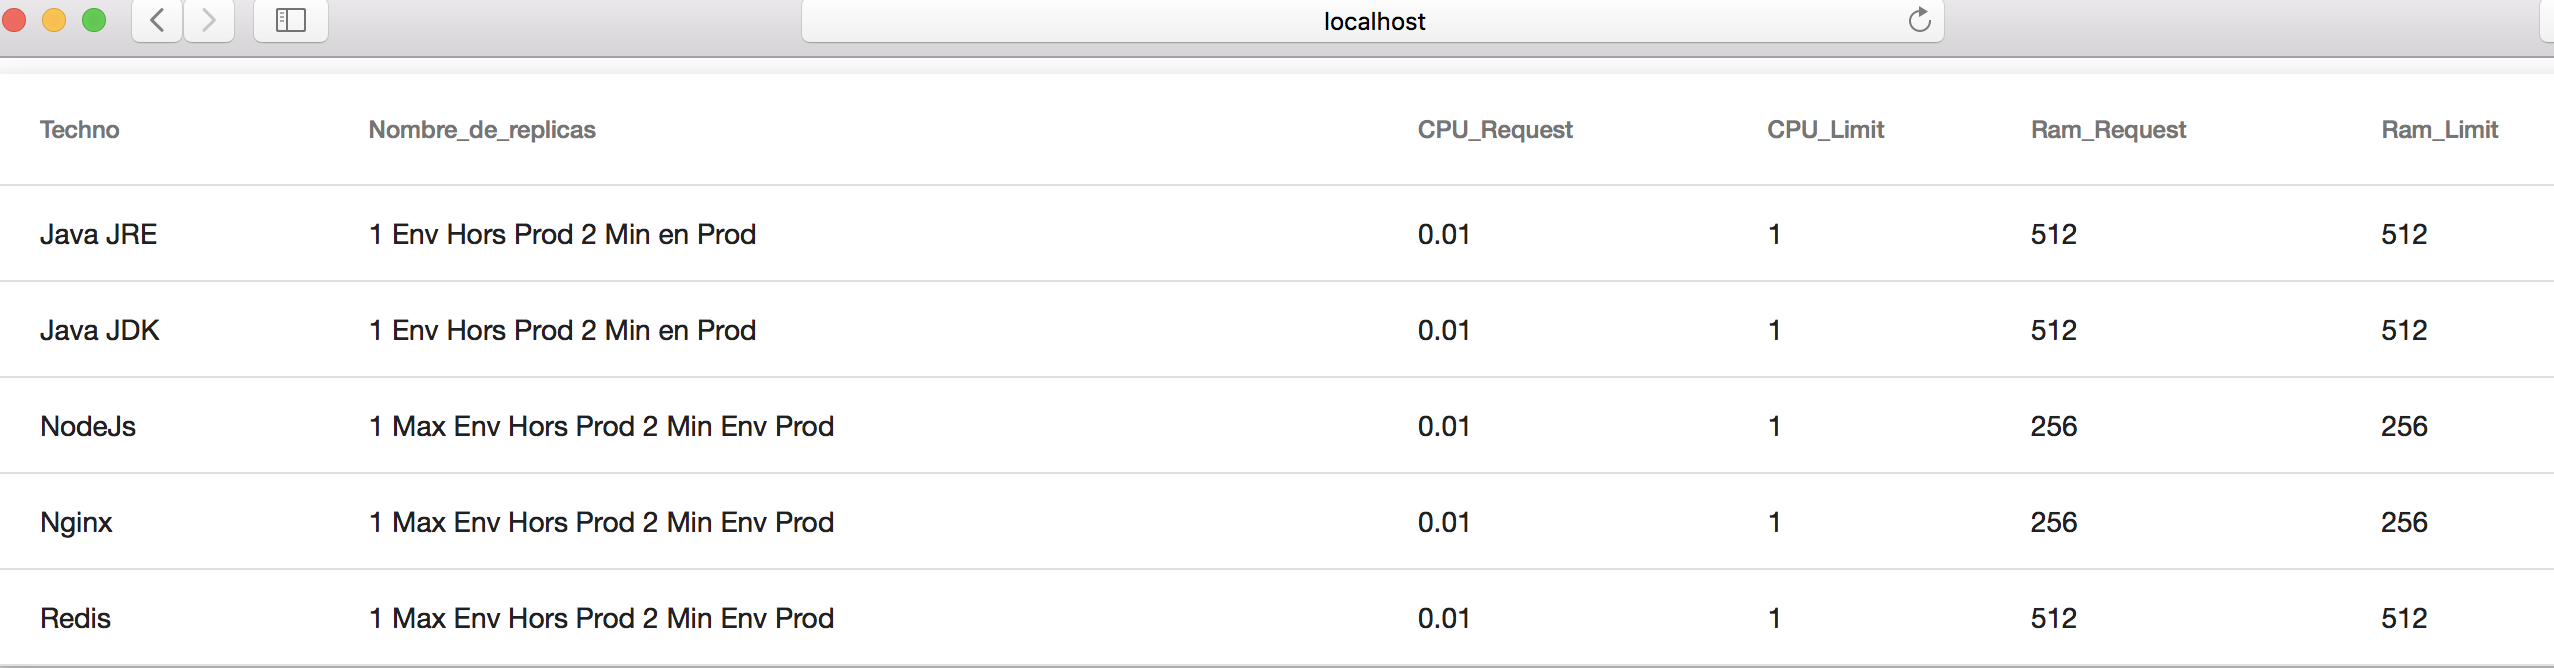 localhost
Techno Nombre_de_replicas CPU_Request CPU_Limit Ram_Request Ram_Limit
Java JRE 1 Env Hors Prod 2 Min en Prod 0.01 1 512 512
Java JDK 1 Env Hors Prod 2 Min en Prod 0.01 1 512 512
NodeJs 1 Max Env Hors Prod 2 Min Env Prod 0.01 1 256 256
Nginx 1 Max Env Hors Prod 2 Min Env Prod 0.01 1 256 256
Redis 1 Max Env Hors Prod 2 Min Env Prod 0.01 1 512 512